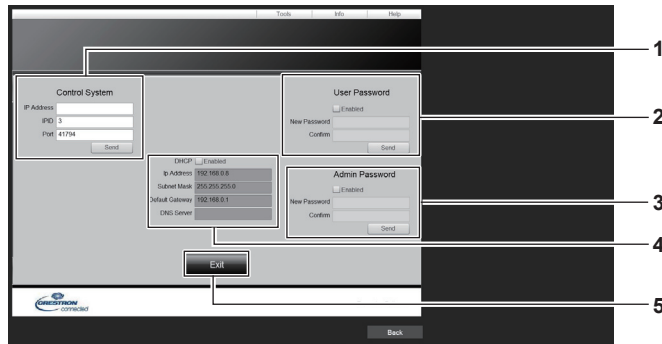 Tools Info Help
Control System
IP Address
IPID 3
Port 41794
Send
User Password
Enabled
New Password
Confirm
Send
DHCP Enabled
Ip Address 192.168.0.8
Subnet Mask 255.255.255.0
Default Gateway 192.168.0.1
DNS Server
Admin Password
Enabled
New Password
Confirm
Send
Exit
CRESTRON
connected
Back
1
2
3
4
5